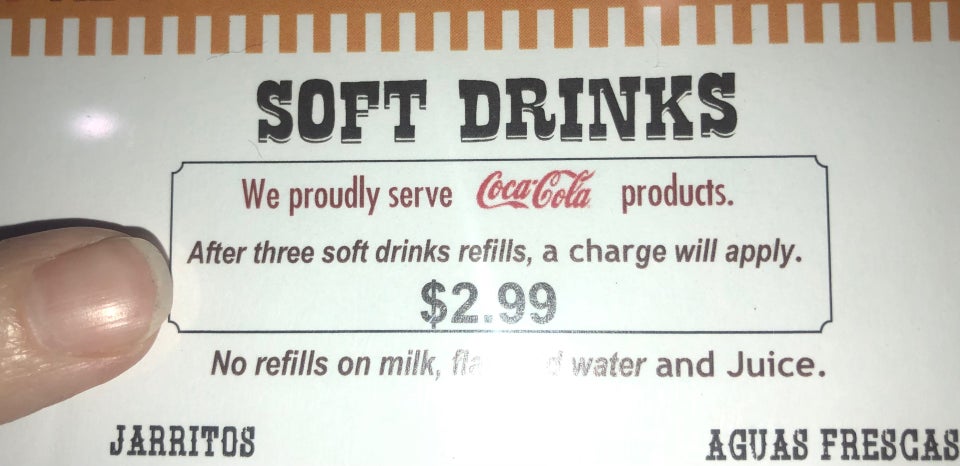 SOFT DRINKS
We proudly serve Coca-Cola products.
After three soft drinks refills, a charge will apply.
$2.99
No refills on milk, water and Juice.
JARRITOS
AGUAS FRESCAS